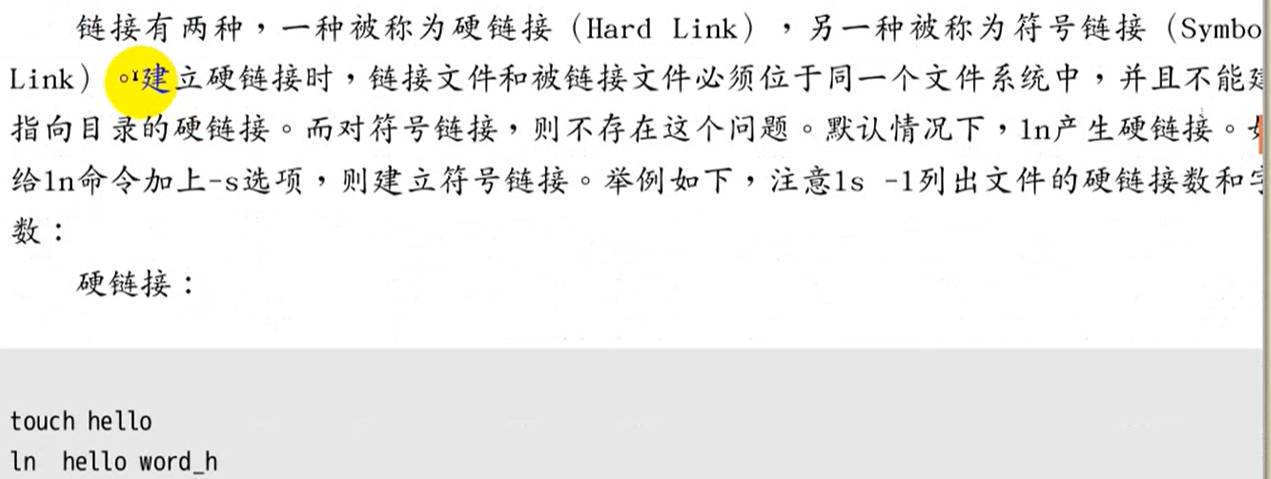 链接有两种，一种被称为硬链接（Hard Link），另一种被称为符号链接（Symbo
Link）。建立硬链接时，链接文件和被链接文件必须位于同一个文件系统中，并且不能建
指向目录的硬链接。而对符号链接，则不存在这个问题。默认情况下，ln产生硬链接。
给ln命令加上-s选项，则建立符号链接。举例如下，注意ls -l列出文件的硬链接数和字
数：
硬链接：
touch hello
ln  hello word_h